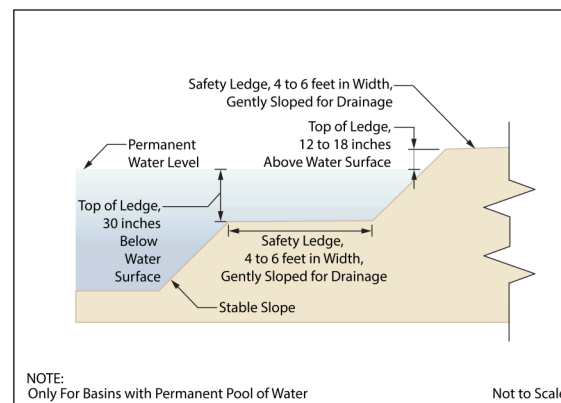 Safety Ledge, 4 to 6 feet in Width,
Gently Sloped for Drainage
Top of Ledge,
12 to 18 inches
Above Water Surface
Permanent
Water Level
Top of Ledge,
30 inches
Below
Water
Surface
Safety Ledge,
4 to 6 feet in Width,
Gently Sloped for Drainage
Stable Slope
NOTE:
Only For Basins with Permanent Pool of Water
Not to Scale